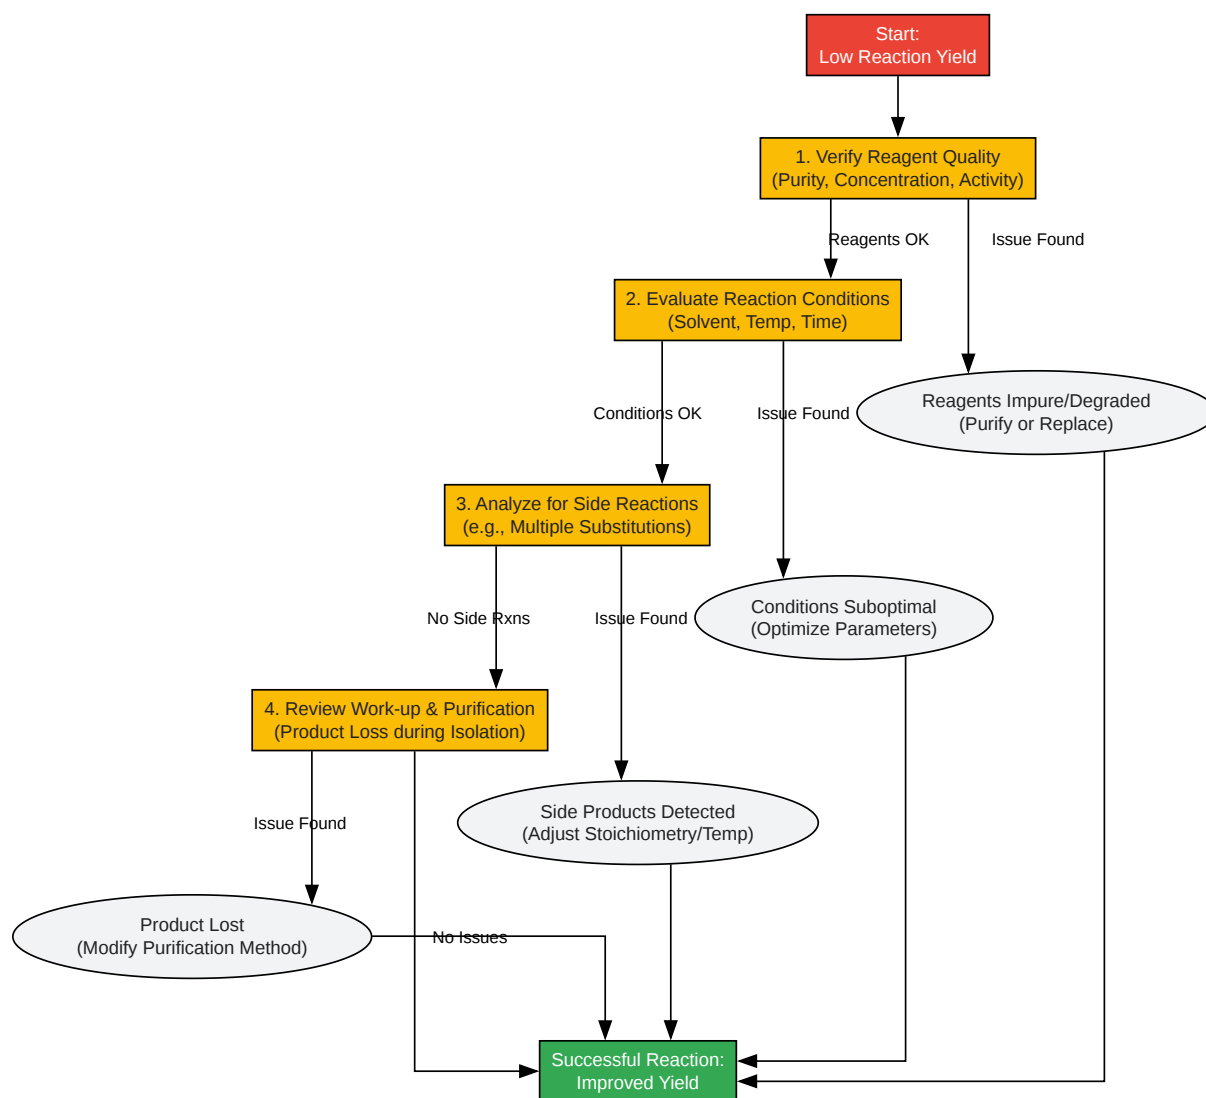 Start:
Low Reaction Yield
1. Verify Reagent Quality
(Purity, Concentration, Activity)
Reagents OK
Issue Found
2. Evaluate Reaction Conditions
(Solvent, Temp, Time)
Reagents Impure/Degraded
(Purify or Replace)
Conditions OK
Issue Found
3. Analyze for Side Reactions
(e.g., Multiple Substitutions)
Conditions Suboptimal
(Optimize Parameters)
No Side Rxns
Issue Found
4. Review Work-up & Purification
(Product Loss during Isolation)
Side Products Detected
(Adjust Stoichiometry/Temp)
Issue Found
Product Lost
(Modify Purification Method)
No Issues
Successful Reaction:
Improved Yield